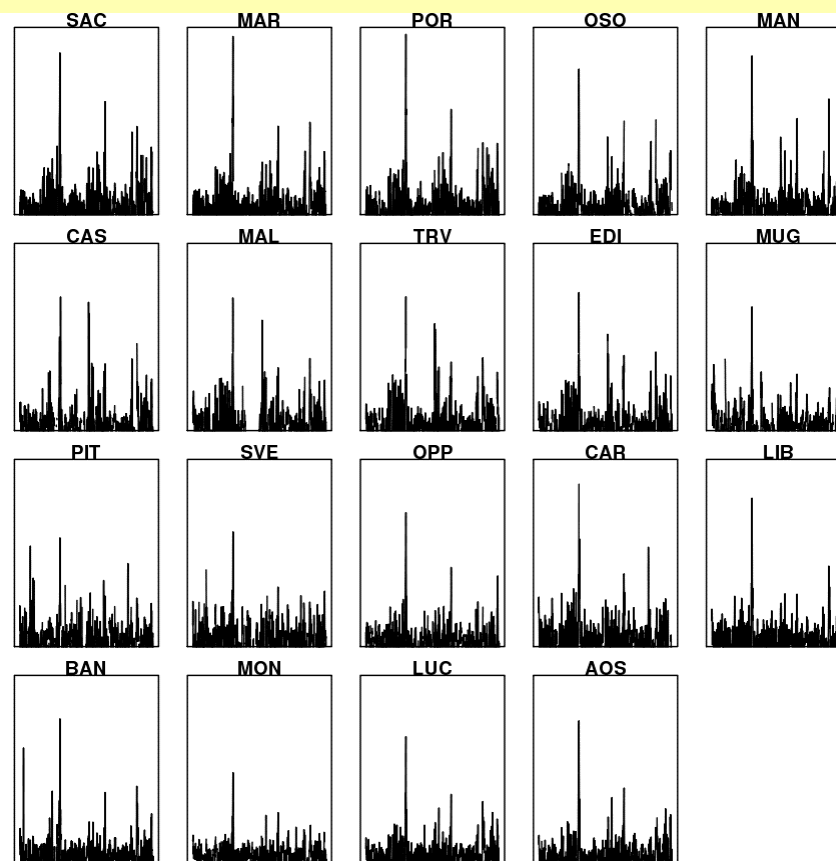 SAC MAR POR OSO MAN
CAS MAL TRV EDI MUG
PIT SVE OPP CAR LIB
BAN MON LUC AOS